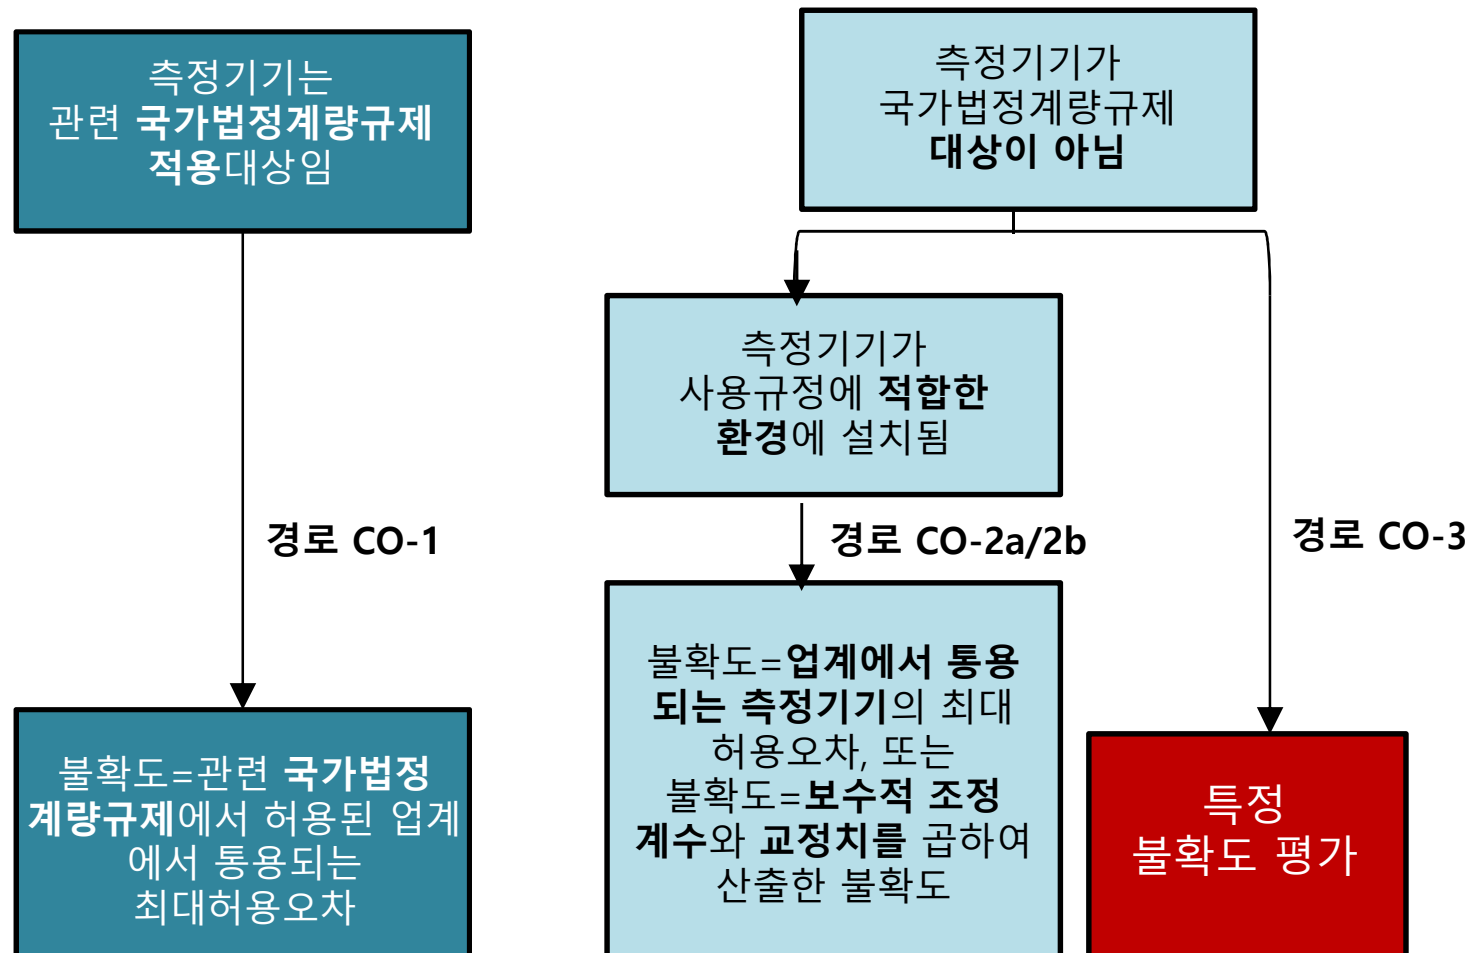 측정기기는
관련 국가법정계량규제
적용대상임
측정기기가
국가법정계량규제
대상이 아님
측정기기가
사용규정에 적합한
환경에 설치됨
경로 CO-1
경로 CO-2a/2b
경로 CO-3
불확도=관련 국가법정
계량규제에서 허용된 업계
에서 통용되는
최대허용오차
불확도=업계에서 통용
되는 측정기기의 최대
허용오차, 또는
불확도=보수적 조정
계수와 교정치를 곱하여
산출한 불확도
특정
불확도 평가